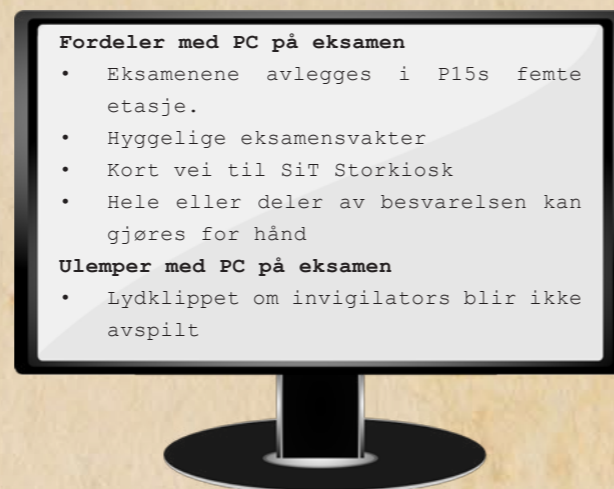 Fordeler med PC på eksamen
• Eksamenene avlegges i P15s femte
etasje.
• Hyggelige eksamensvakter
• Kort vei til SiT Storkiosk
• Hele eller deler av besvarelsen kan
gjøres for hånd
Ulemper med PC på eksamen
• Lydklippet om invigilators blir ikke
avspilt